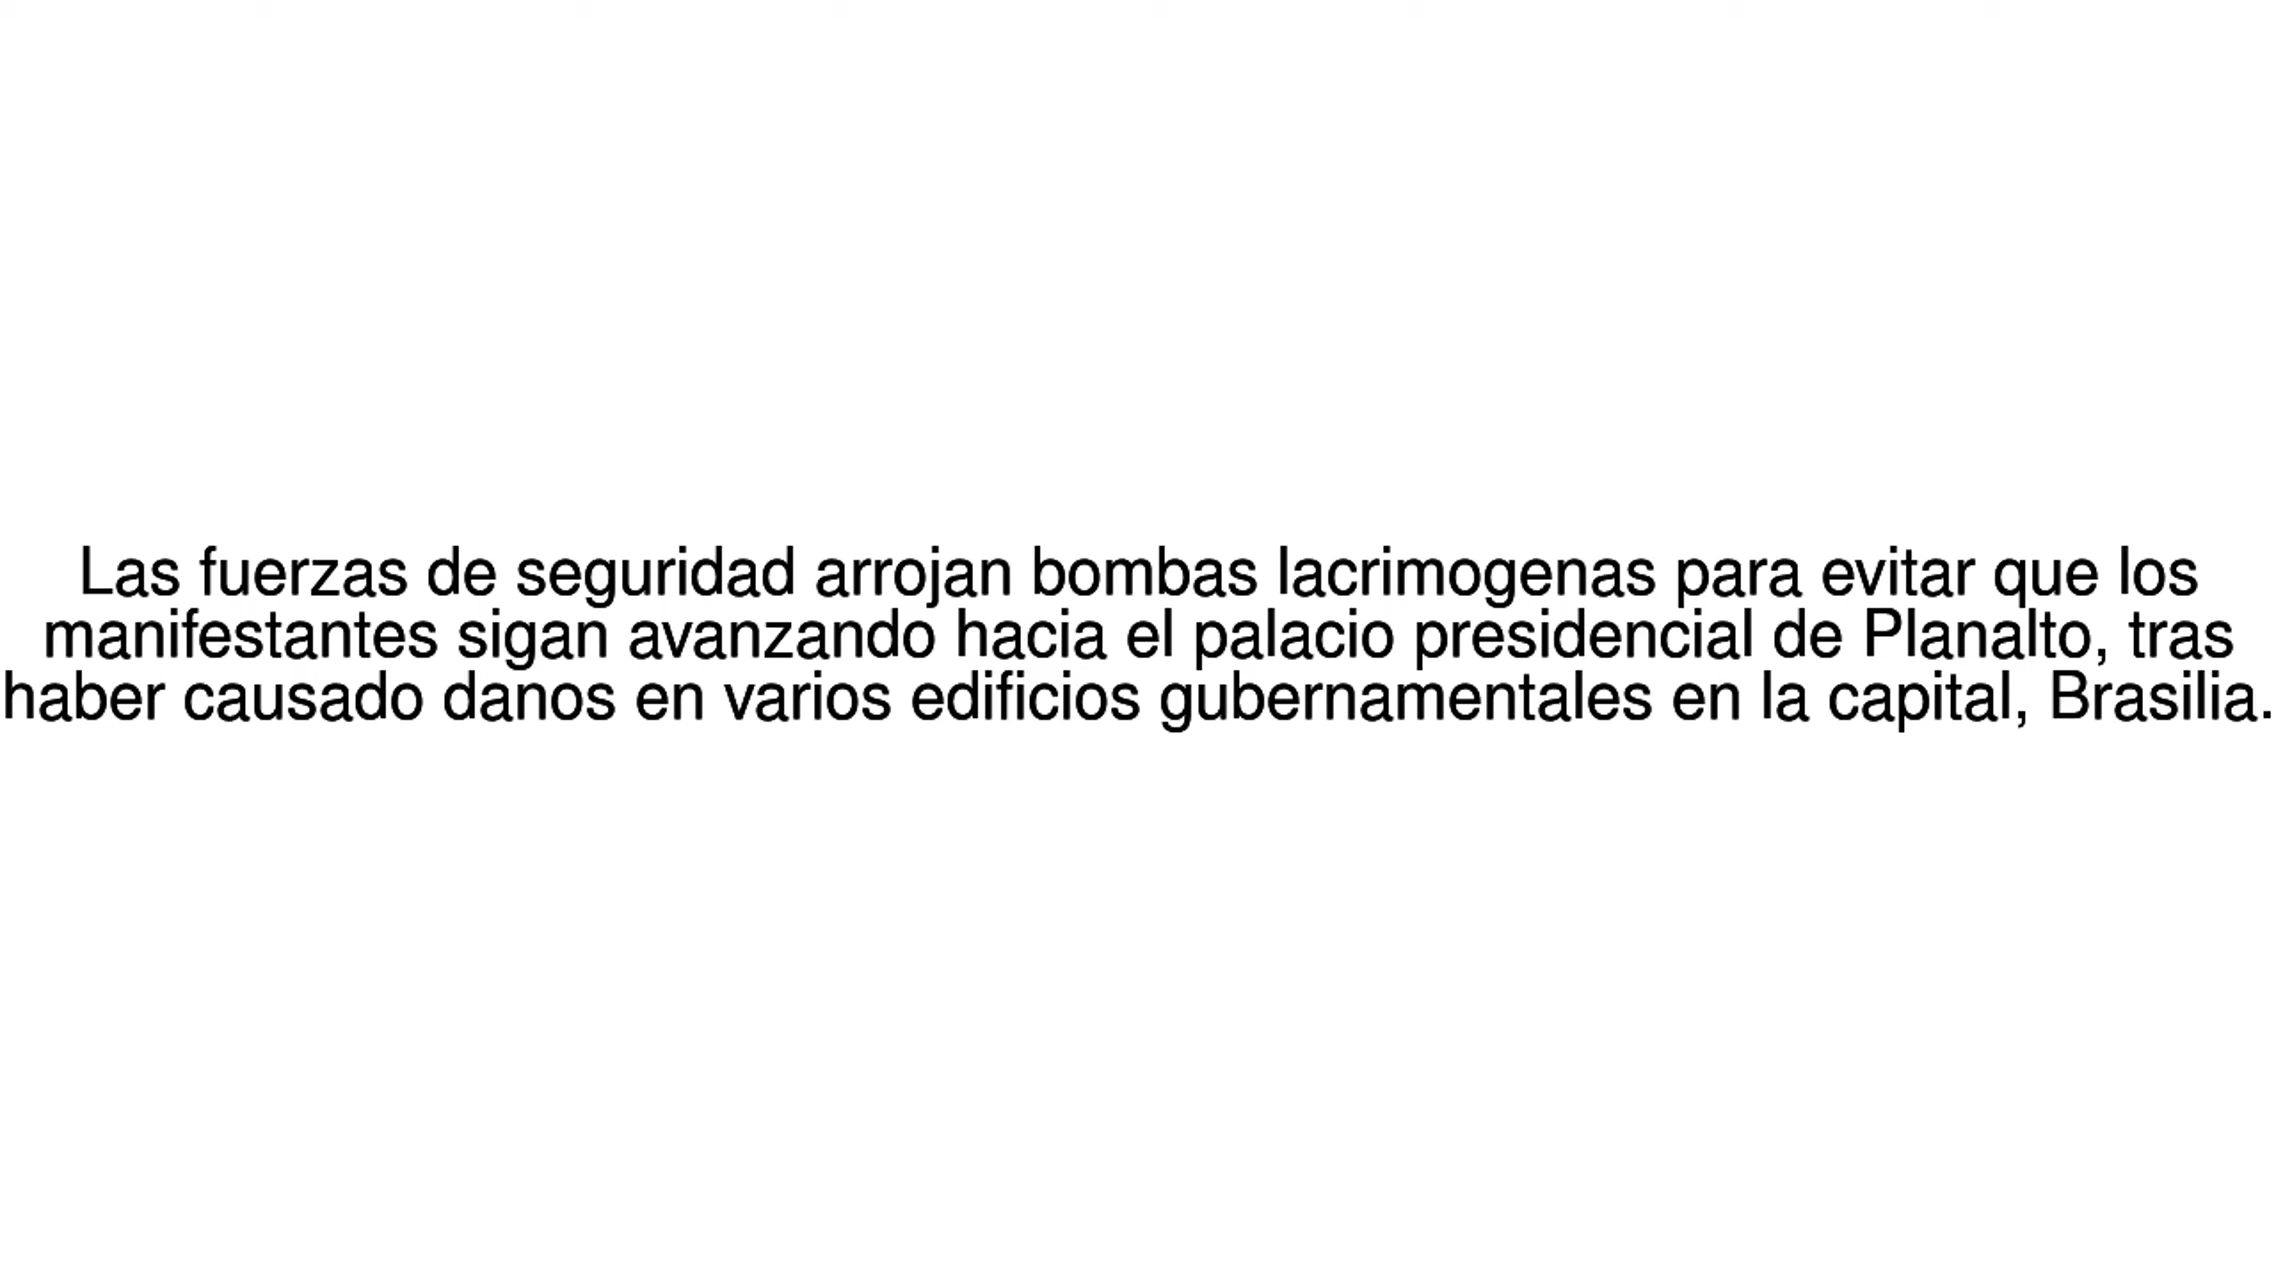 Las fuerzas de seguridad arrojan bombas lacrimogenas para evitar que los
manifestantes sigan avanzando hacia el palacio presidencial de Planalto, tras
haber causado danos en varios edificios gubernamentales en la capital, Brasilia.